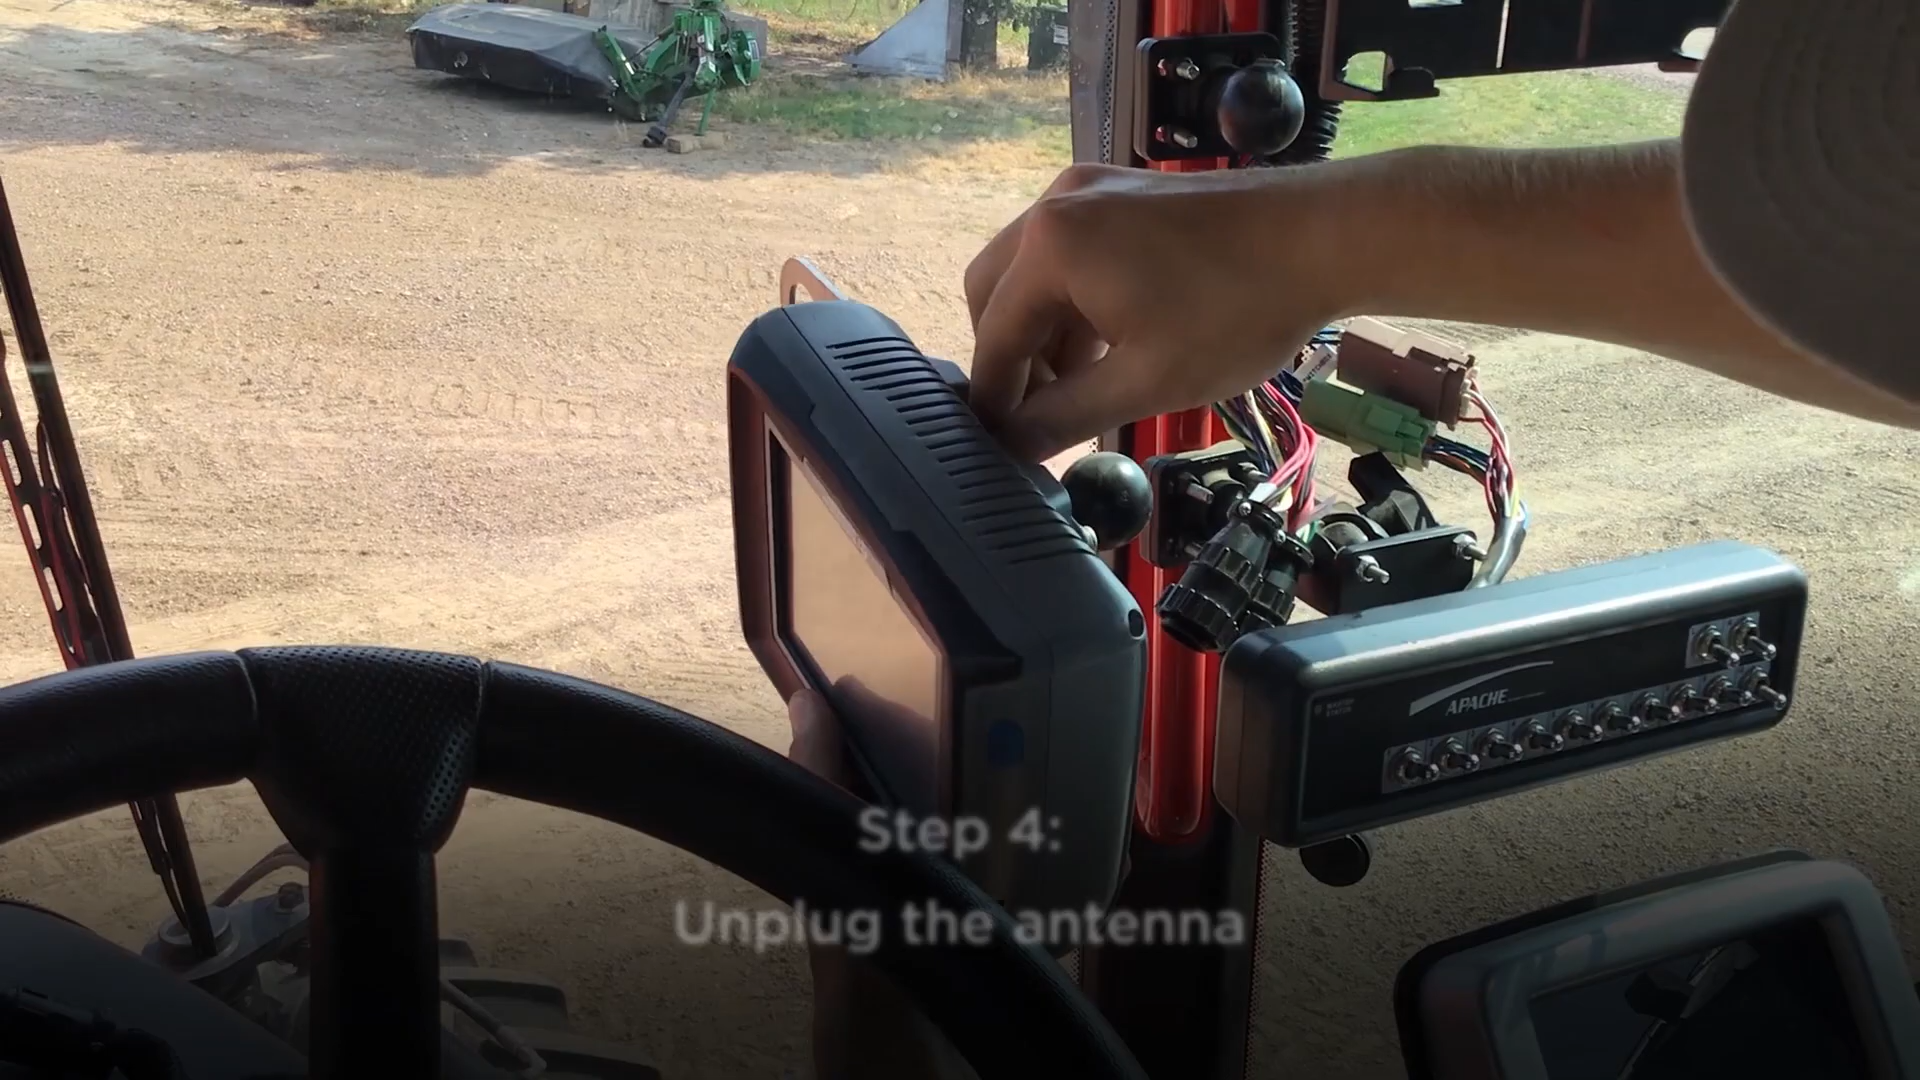 APACHE
Step 4:
Unplug the antenna